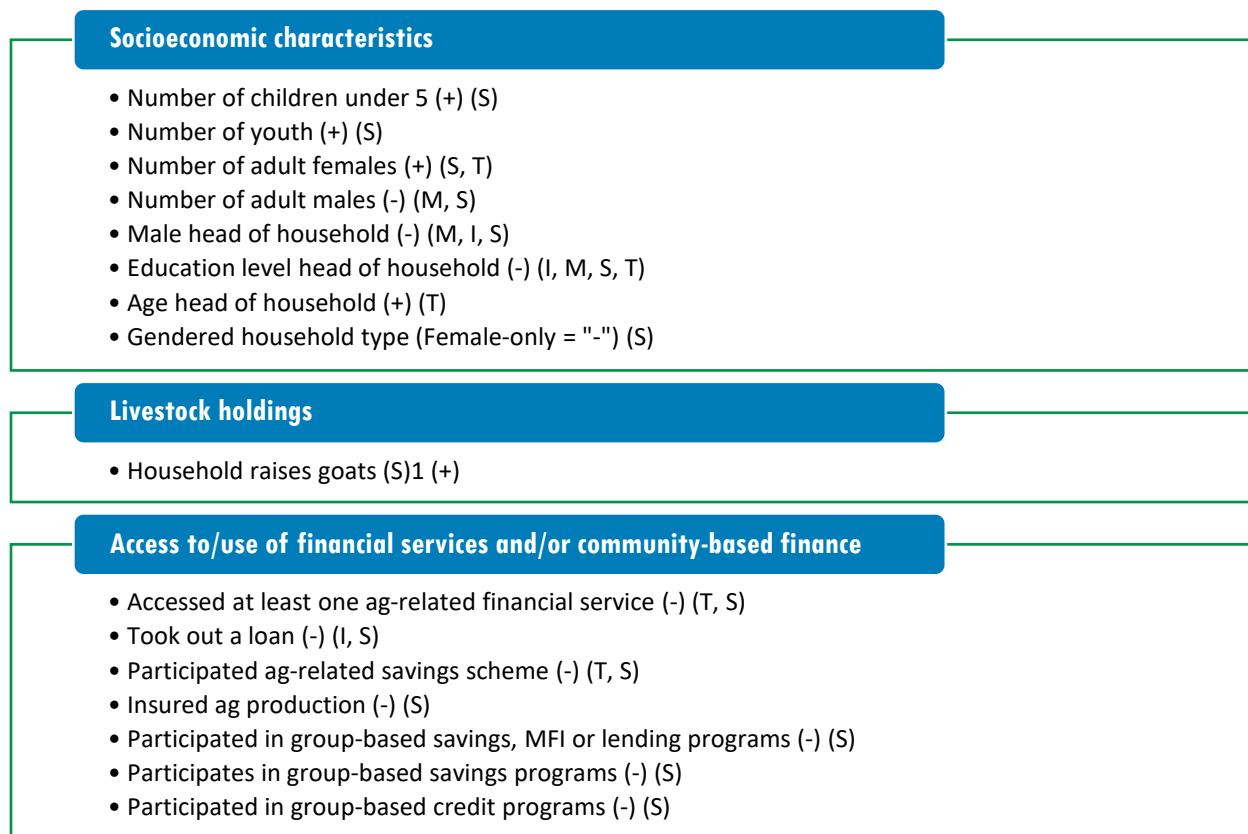 Socioeconomic characteristics
• Number of children under 5 (+) (S)
• Number of youth (+) (S)
• Number of adult females (+) (S, T)
• Number of adult males (-) (M, S)
• Male head of household (-) (M, I, S)
• Education level head of household (-) (I, M, S, T)
• Age head of household (+) (T)
• Gendered household type (Female-only = "-") (S)
Livestock holdings
• Household raises goats (S)1 (+)
Access to/use of financial services and/or community-based finance
• Accessed at least one ag-related financial service (-) (T, S)
• Took out a loan (-) (I, S)
• Participated ag-related savings scheme (-) (T, S)
• Insured ag production (-) (S)
• Participated in group-based savings, MFI or lending programs (-) (S)
• Participates in group-based savings programs (-) (S)
• Participated in group-based credit programs (-) (S)